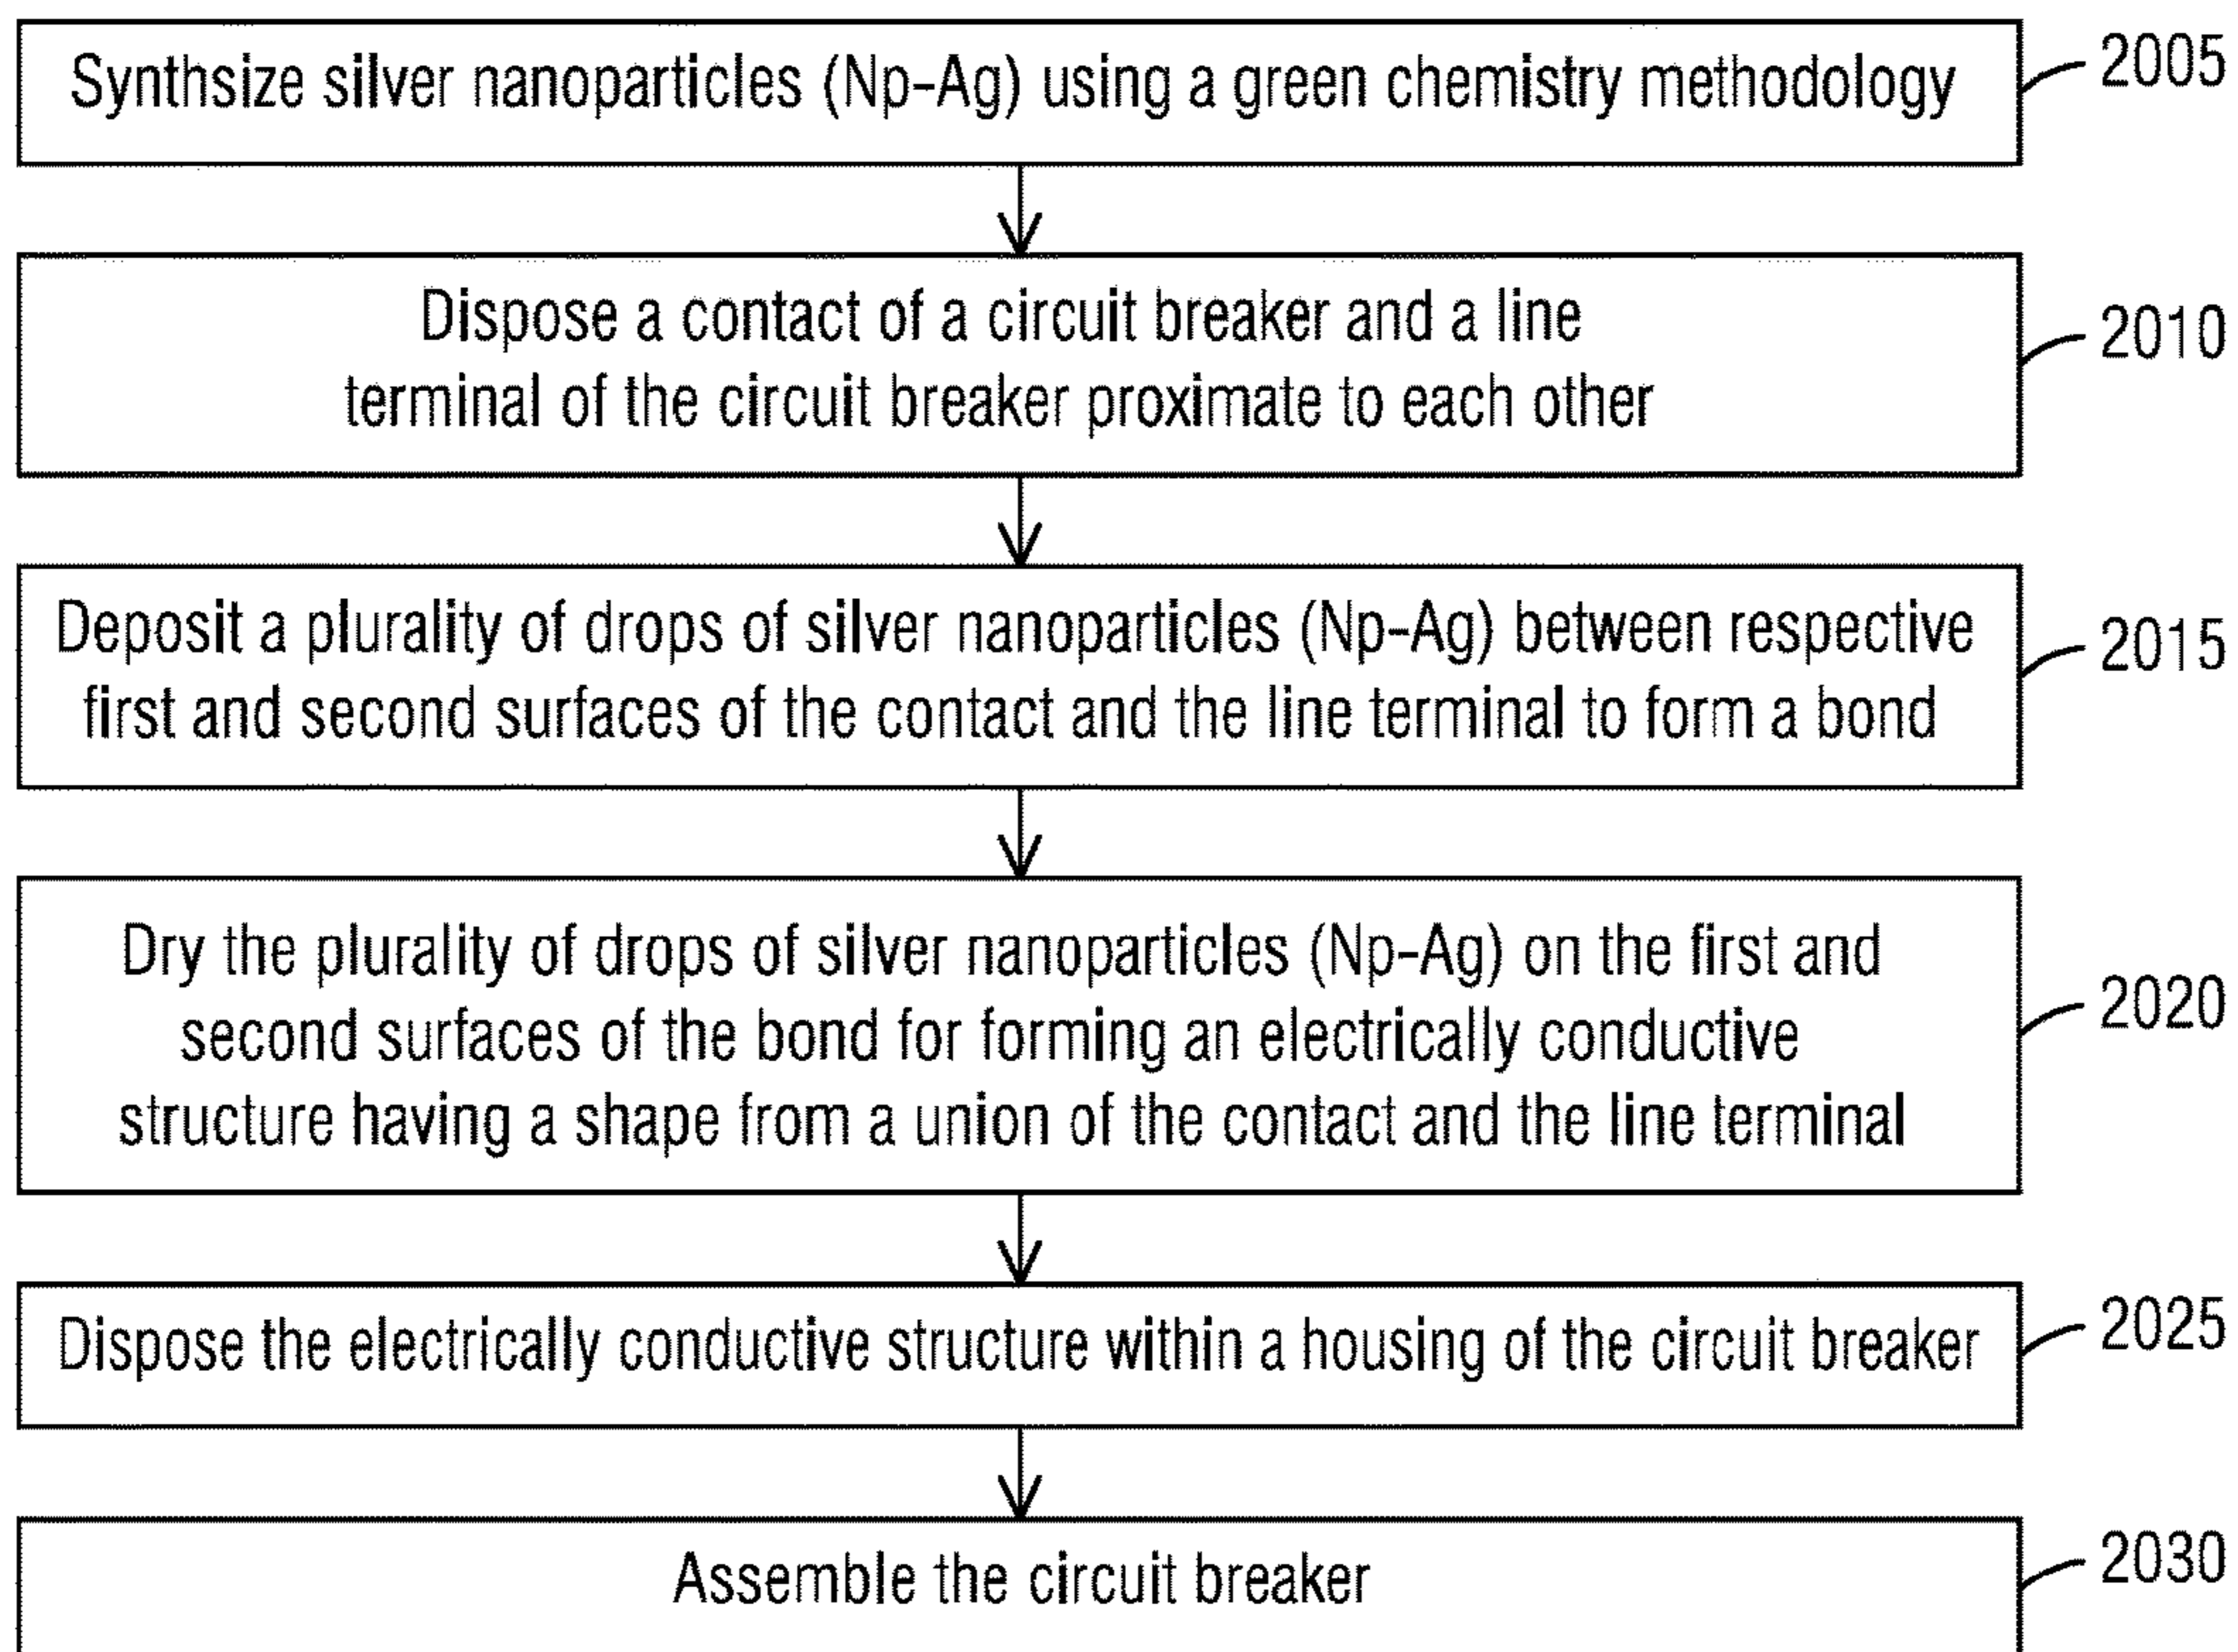 Synthsize silver nanoparticles (Np-Ag) using a green chemistry methodology
2005
Dispose a contact of a circuit breaker and a line
terminal of the circuit breaker proximate to each other
2010
Deposit a plurality of drops of silver nanoparticles (Np-Ag) between respective
first and second surfaces of the contact and the line terminal to form a bond
2015
Dry the plurality of drops of silver nanoparticles (Np-Ag) on the first and
second surfaces of the bond for forming an electrically conductive
structure having a shape from a union of the contact and the line terminal
2020
Dispose the electrically conductive structure within a housing of the circuit breaker
2025
Assemble the circuit breaker
2030